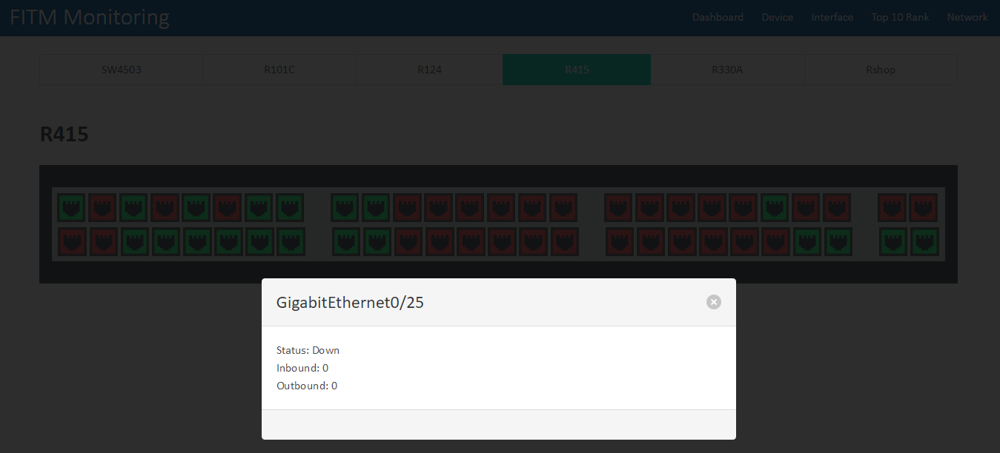 FITM Monitoring
Dashboard Device Interface Top 10 Rank Network
SW4503 R101C R124 R415 R330A Rshop
R415
GigabitEthernet0/25
Status: Down
Inbound: 0
Outbound: 0